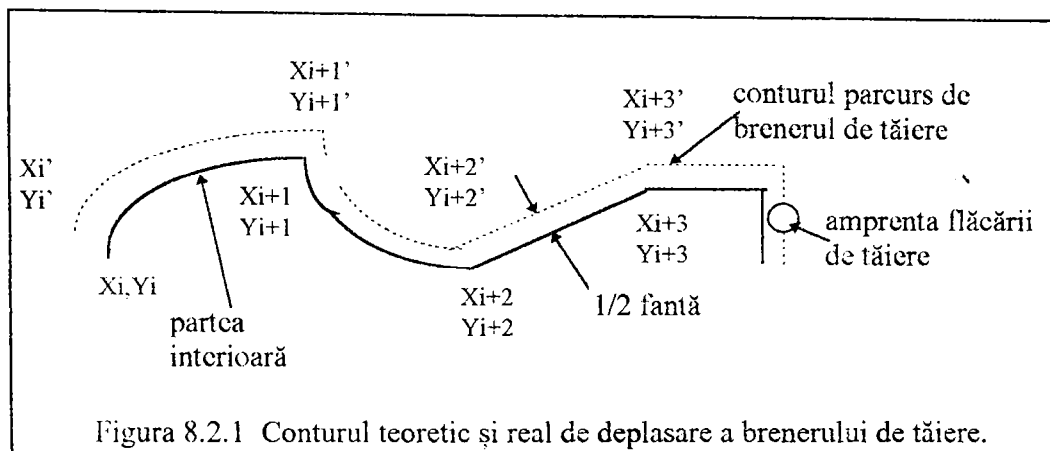 Xi+1’
Yi+1’
Xi+3’
Yi+3’
conturul parcurs de
brenerul de tăiere
Xi’
Yi’
Xi+2’
Yi+2’
Xi+1
Yi+1
Xi+3
Yi+3
amprenta flăcării
de tăiere
Xi,Yi
Xi+2
Yi+2
1/2 fantă
partea
interioară
Figura 8.2.1 Conturul teoretic și real de deplasare a brenerului de tăiere.